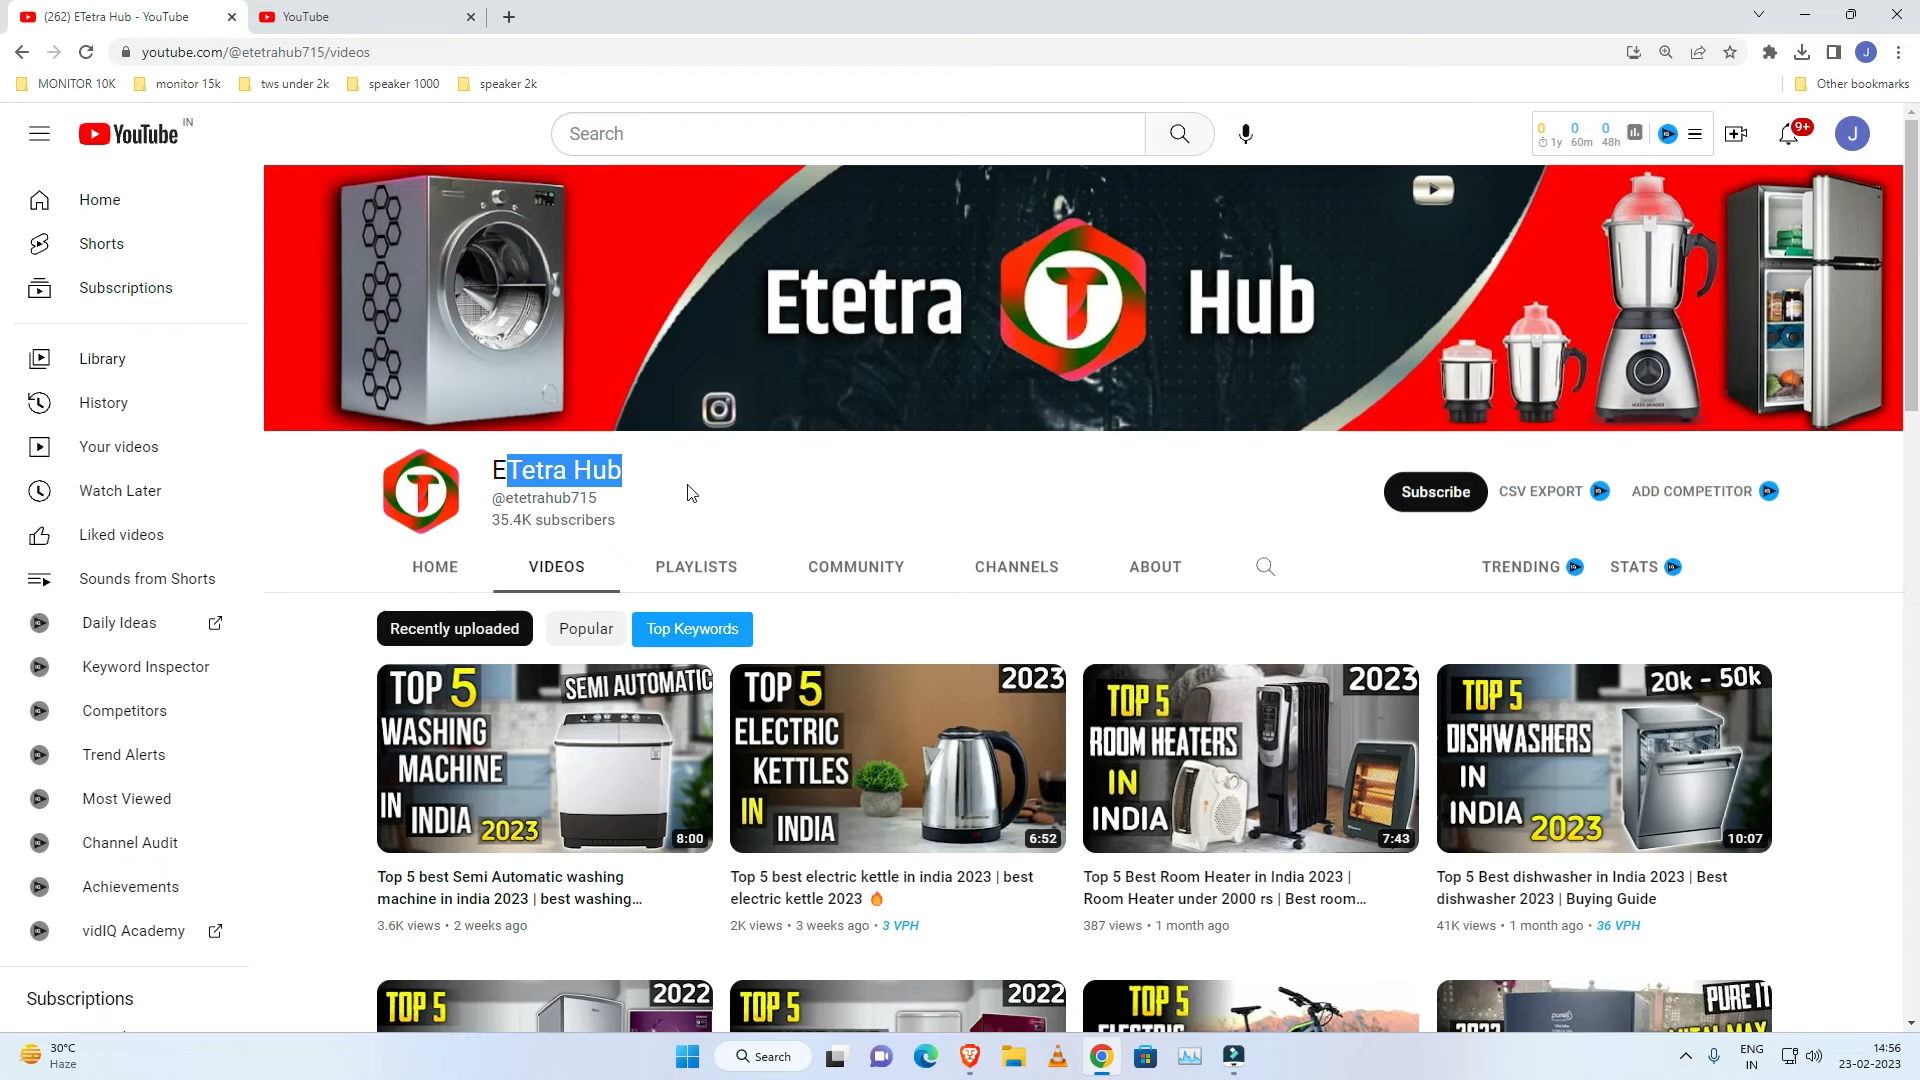 (262) ETetra Hub - YouTube
YouTube
youtube.com/@etetrahub715/videos
J
MONITOR 10K
monitor 15k
tws under 2k
speaker 1000
speaker 2k
Other bookmarks
YouTube IN
Search
0 0 0
1y 60m 48h
9+
J
Home
Shorts
Subscriptions
Library
History
Your videos
Watch Later
Liked videos
Sounds from Shorts
Daily Ideas
Keyword Inspector
Competitors
Trend Alerts
Most Viewed
Channel Audit
Achievements
vidIQ Academy
Subscriptions
Etetra T Hub
T
ETetra Hub
@etetrahub715
35.4K subscribers
Subscribe
CSV EXPORT
ADD COMPETITOR
HOME
VIDEOS
PLAYLISTS
COMMUNITY
CHANNELS
ABOUT
TRENDING
STATS
Recently uploaded
Popular
Top Keywords
TOP 5 SEMI AUTOMATIC
WASHING
MACHINE
IN
INDIA 2023
8:00
Top 5 best Semi Automatic washing
machine in india 2023 | best washing...
3.6K views • 2 weeks ago
TOP 5 2023
ELECTRIC
KETTLES
IN
INDIA
6:52
Top 5 best electric kettle in india 2023 | best
electric kettle 2023 🔥
2K views • 3 weeks ago • 3 VPH
2023
TOP 5
ROOM HEATERS
IN
INDIA
7:43
Top 5 Best Room Heater in India 2023 |
Room Heater under 2000 rs | Best room...
387 views • 1 month ago
20k - 50k
TOP 5
DISHWASHERS
IN
INDIA 2023
10:07
Top 5 Best dishwasher in India 2023 | Best
dishwasher 2023 | Buying Guide
41K views • 1 month ago • 36 VPH
TOP 5 2022
TOP 5 2022
TOP 5
ELECTRIC
PURE IT
30°C
Haze
Search
ENG
IN
14:56
23-02-2023